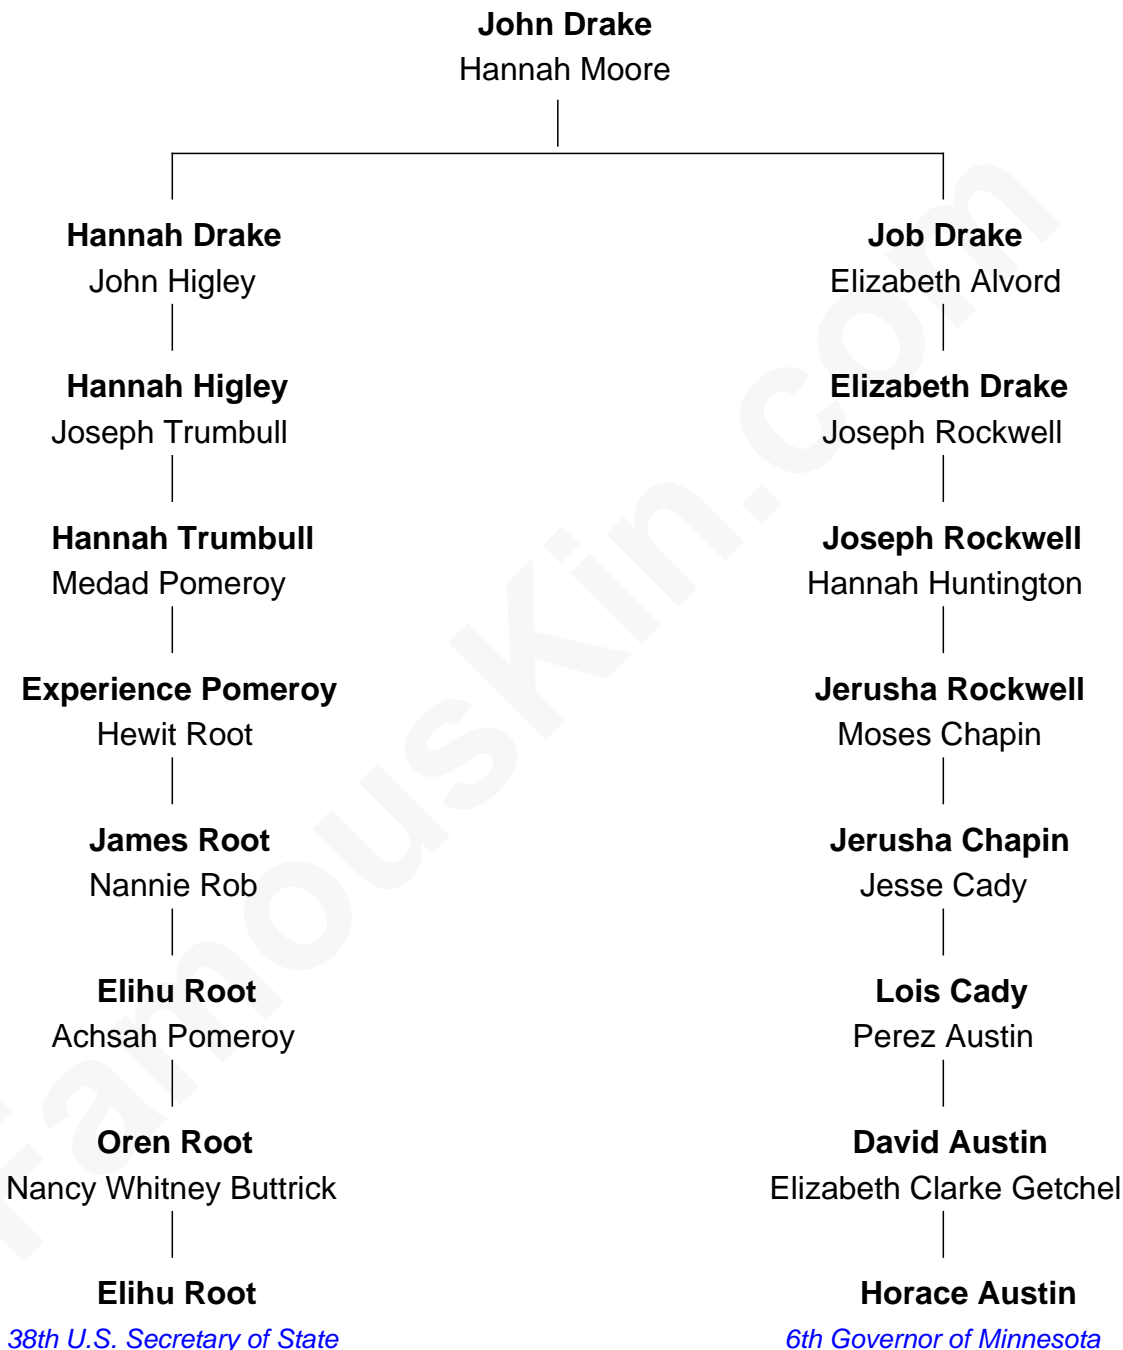 John Drake
Hannah Moore
Hannah Drake
John Higley
Job Drake
Elizabeth Alvord
Hannah Higley
Joseph Trumbull
Elizabeth Drake
Joseph Rockwell
Hannah Trumbull
Medad Pomeroy
Joseph Rockwell
Hannah Huntington
Experience Pomeroy
Hewit Root
Jerusha Rockwell
Moses Chapin
James Root
Nannie Rob
Jerusha Chapin
Jesse Cady
Elihu Root
Achsah Pomeroy
Lois Cady
Perez Austin
Oren Root
Nancy Whitney Buttrick
David Austin
Elizabeth Clarke Getchel
Elihu Root
38th U.S. Secretary of State
Horace Austin
6th Governor of Minnesota
FamousKin.com